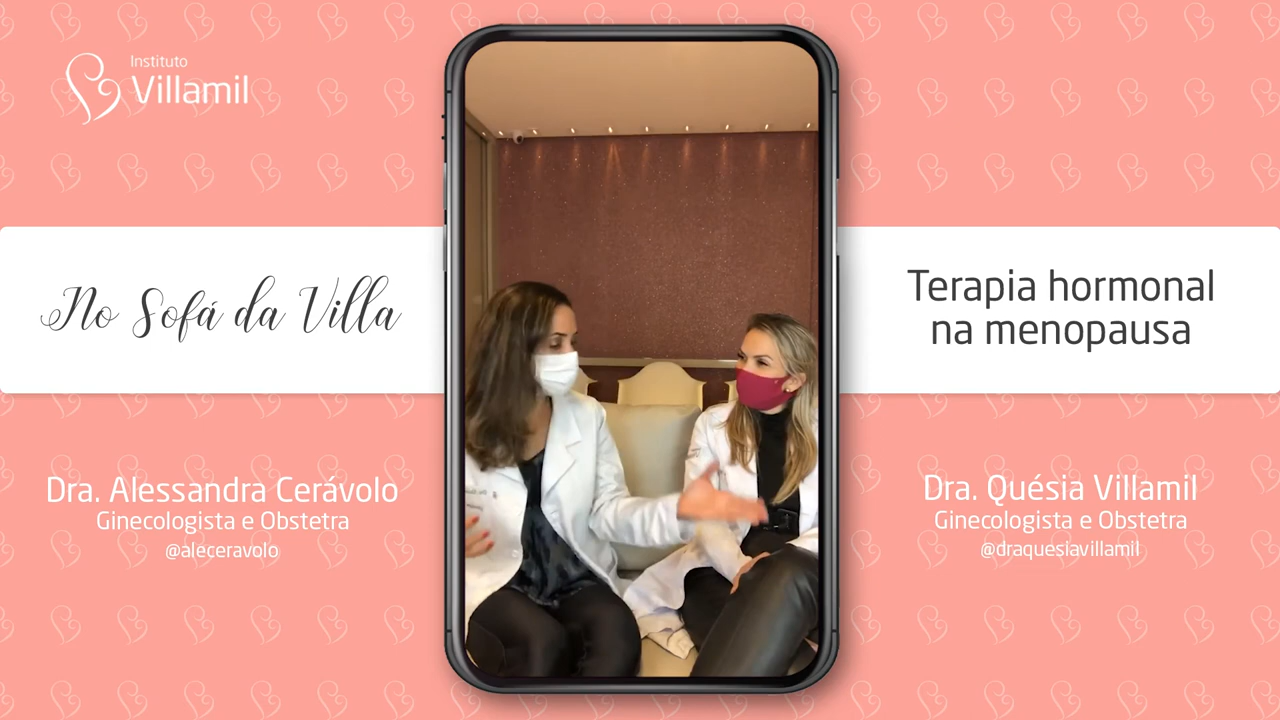 Instituto
Villamil
No Sofá da Villa
Terapia hormonal
na menopausa
Dra. Alessandra Cerávolo
Ginecologista e Obstetra
@aleceravolo
Dra. Quésia Villamil
Ginecologista e Obstetra
@draquesiavillamil